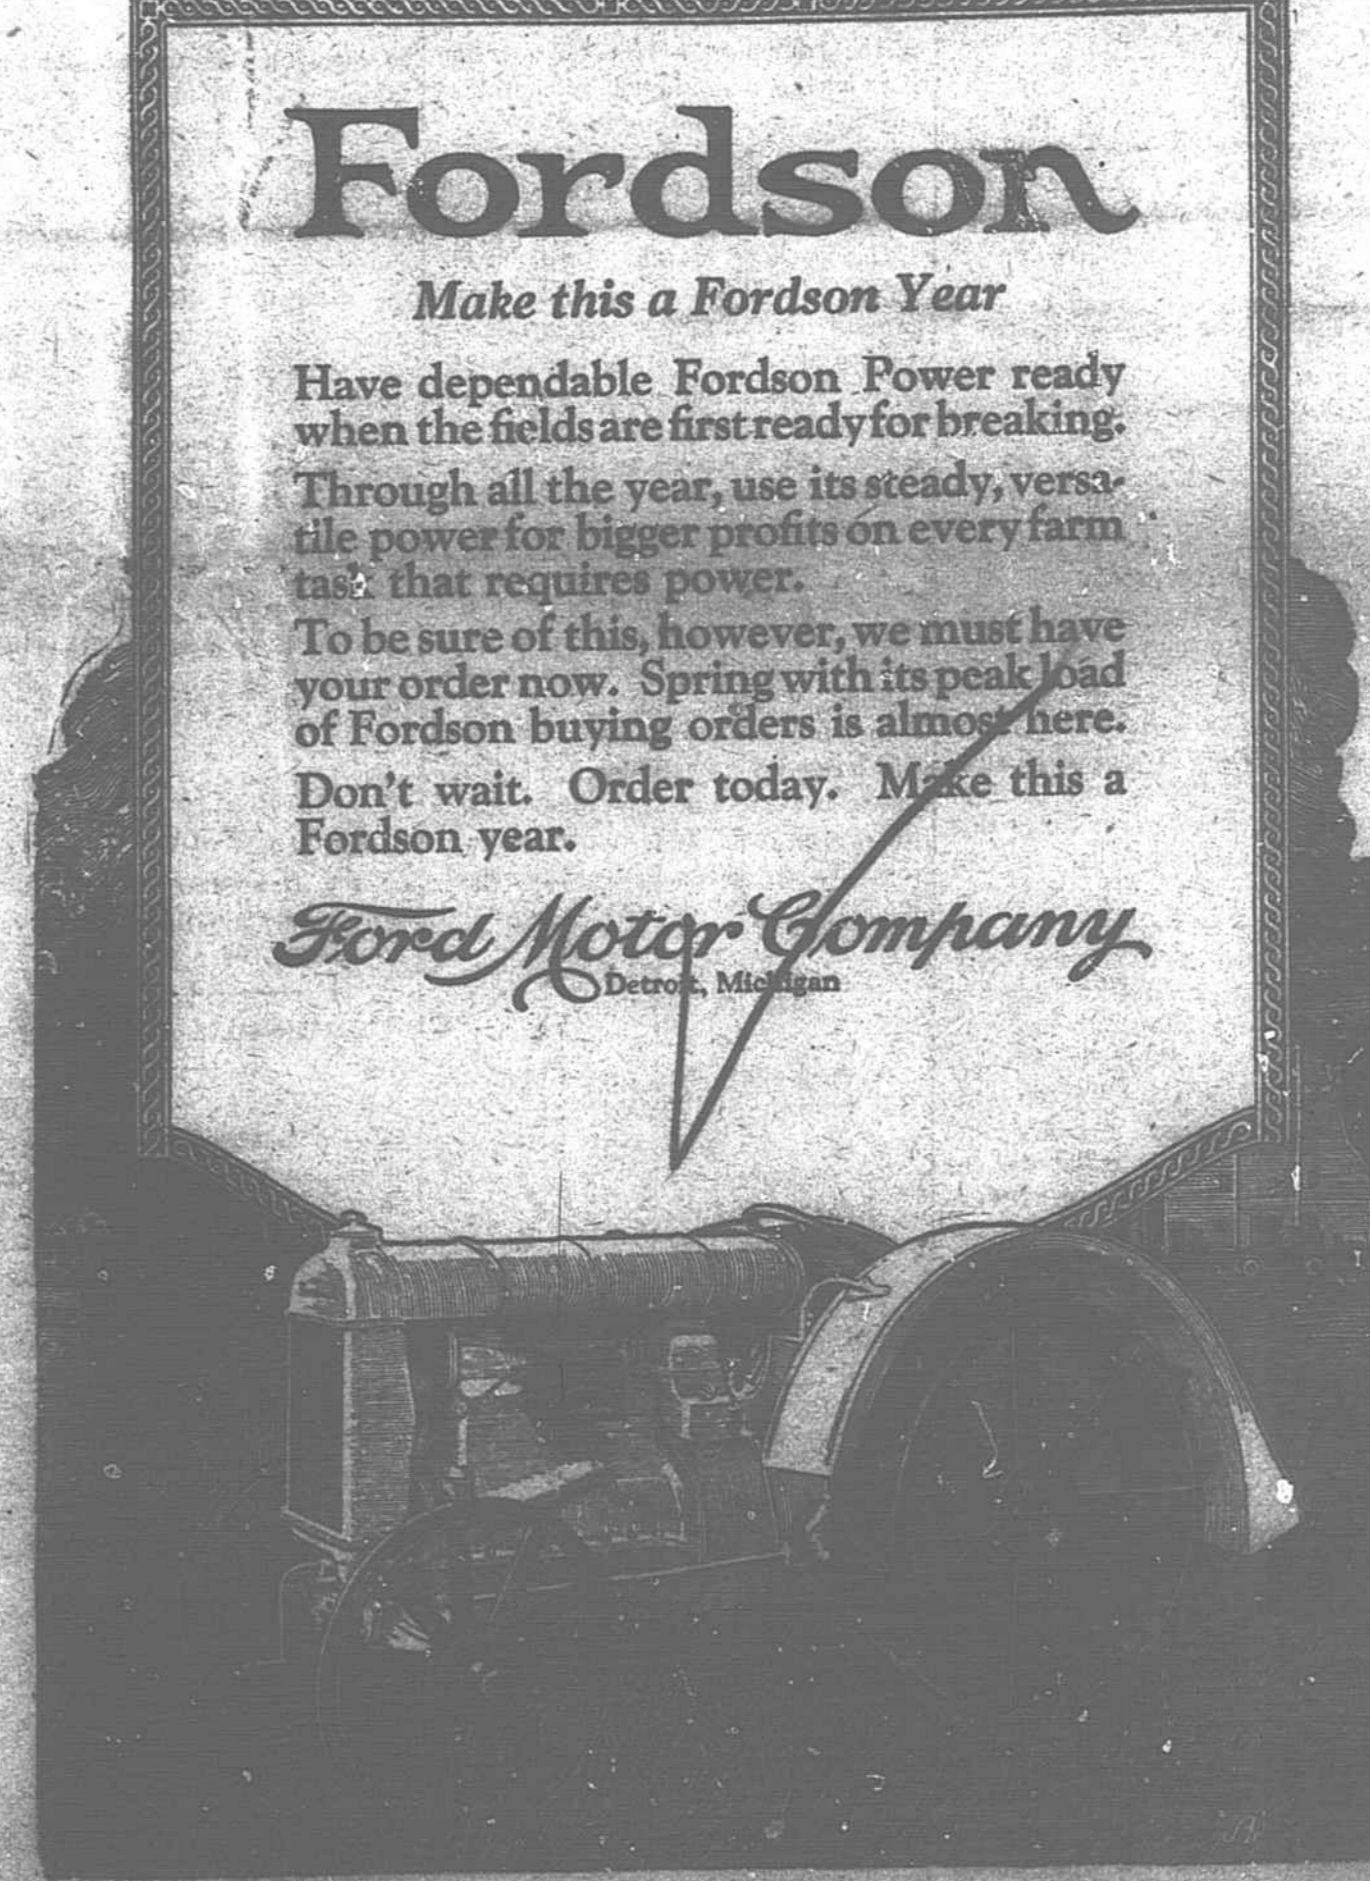 Fordson
Make this a Fordson Year
Have dependable Fordson Power ready
when the fields are first ready for breaking.
Through all the year, use its steady, versa-
tile power for bigger profits on every farm
task that requires power.
To be sure of this, however, we must have
your order now. Spring with its peak load
of Fordson buying orders is almost here.
Don't wait. Order today. Make this a
Fordson year.
Ford Motor Company
Detroit, Michigan